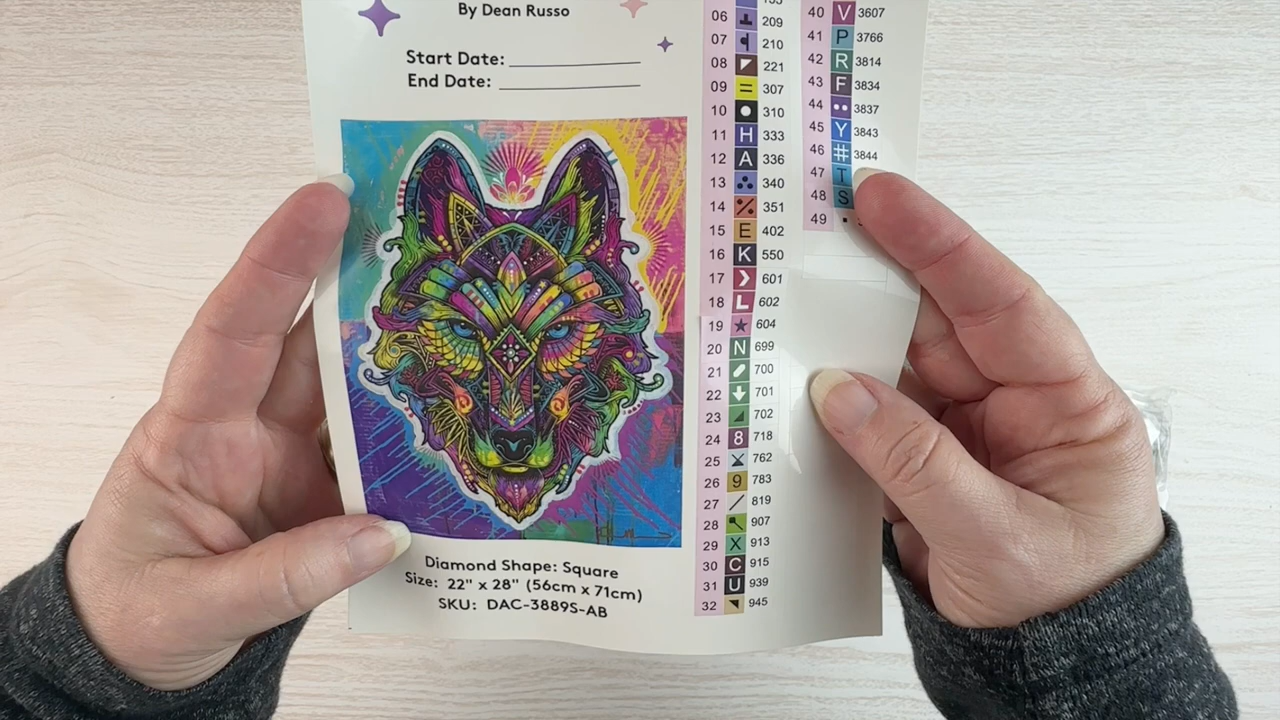 By Dean Russo
Start Date:
End Date:
Diamond Shape: Square
Size: 22" x 28" (56cm x 71cm)
SKU: DAC-3889S-AB
06 209
07 210
08 221
09 = 307
10 310
11 H 333
12 A 336
13 340
14 % 351
15 E 402
16 K 550
17 601
18 L 602
19 ★ 604
20 N 699
21 700
22 701
23 702
24 8 718
25 762
26 9 783
27 / 819
28 907
29 X 913
30 C 915
31 U 939
32 945
40 V 3607
41 P 3766
42 R 3814
43 F 3834
44 3837
45 Y 3843
46 # 3844
47 T
48 S
49